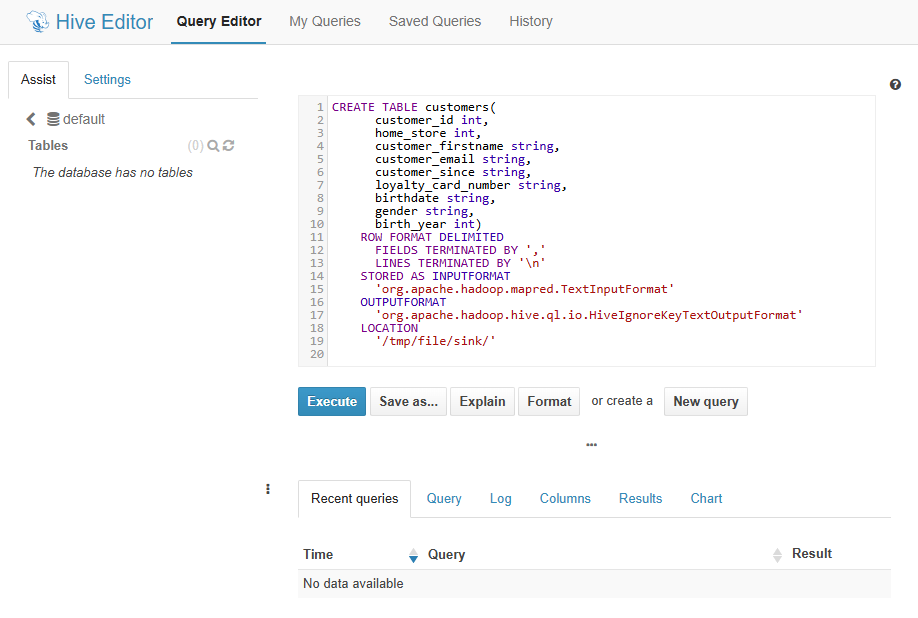 Hive Editor Query Editor My Queries Saved Queries History
Assist Settings
default
Tables (0)
The database has no tables
1 CREATE TABLE customers(
2 customer_id int,
3 home_store int,
4 customer_firstname string,
5 customer_email string,
6 customer_since string,
7 loyalty_card_number string,
8 birthdate string,
9 gender string,
10 birth_year int)
11 ROW FORMAT DELIMITED
12 FIELDS TERMINATED BY ','
13 LINES TERMINATED BY '\n'
14 STORED AS INPUTFORMAT
15 'org.apache.hadoop.mapred.TextInputFormat'
16 OUTPUTFORMAT
17 'org.apache.hadoop.hive.ql.io.HiveIgnoreKeyTextOutputFormat'
18 LOCATION
19 '/tmp/file/sink/'
20
Execute Save as... Explain Format or create a New query
Recent queries Query Log Columns Results Chart
Time Query Result
No data available